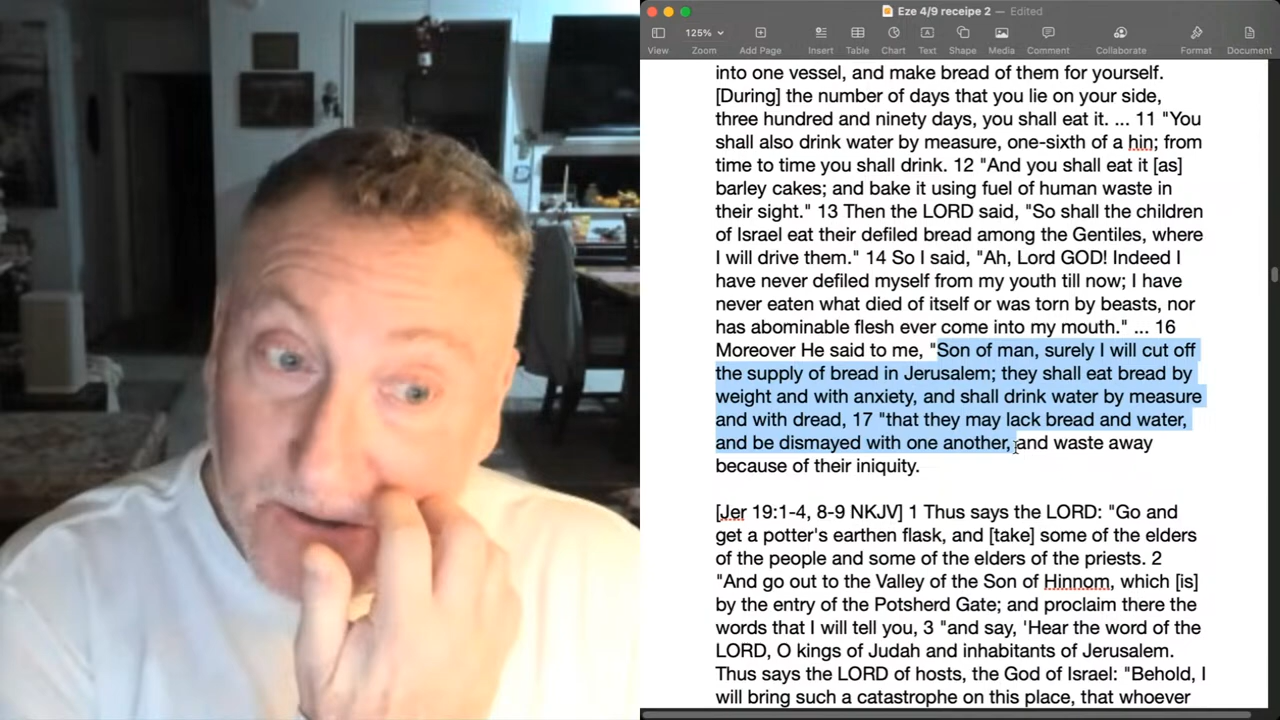 Eze 4/9 receipe 2 — Edited
View
125%
Zoom
Add Page
Insert
Table
Chart
Text
Shape
Media
Comment
Collaborate
Format
Document
into one vessel, and make bread of them for yourself.
[During] the number of days that you lie on your side,
three hundred and ninety days, you shall eat it. ... 11 "You
shall also drink water by measure, one-sixth of a hin; from
time to time you shall drink. 12 "And you shall eat it [as]
barley cakes; and bake it using fuel of human waste in
their sight." 13 Then the LORD said, "So shall the children
of Israel eat their defiled bread among the Gentiles, where
I will drive them." 14 So I said, "Ah, Lord GOD! Indeed I
have never defiled myself from my youth till now; I have
never eaten what died of itself or was torn by beasts, nor
has abominable flesh ever come into my mouth." ... 16
Moreover He said to me, "Son of man, surely I will cut off
the supply of bread in Jerusalem; they shall eat bread by
weight and with anxiety, and shall drink water by measure
and with dread, 17 "that they may lack bread and water,
and be dismayed with one another, and waste away
because of their iniquity.
[Jer 19:1-4, 8-9 NKJV] 1 Thus says the LORD: "Go and
get a potter's earthen flask, and [take] some of the elders
of the people and some of the elders of the priests. 2
"And go out to the Valley of the Son of Hinnom, which [is]
by the entry of the Potsherd Gate; and proclaim there the
words that I will tell you, 3 "and say, 'Hear the word of the
LORD, O kings of Judah and inhabitants of Jerusalem.
Thus says the LORD of hosts, the God of Israel: "Behold, I
will bring such a catastrophe on this place, that whoever